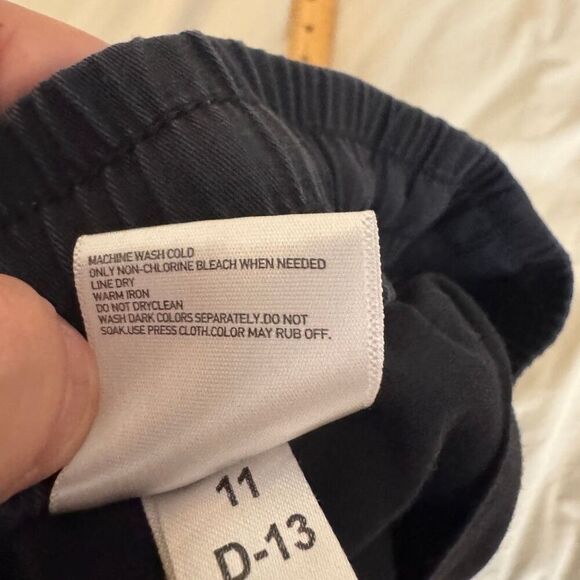 MACHINE WASH COLD
ONLY NON-CHLORINE BLEACH WHEN NEEDED
LINE DRY
WARM IRON
DO NOT DRYCLEAN
WASH DARK COLORS SEPARATELY.DO NOT
SOAK.USE PRESS CLOTH.COLOR MAY RUB OFF.
11
D-13